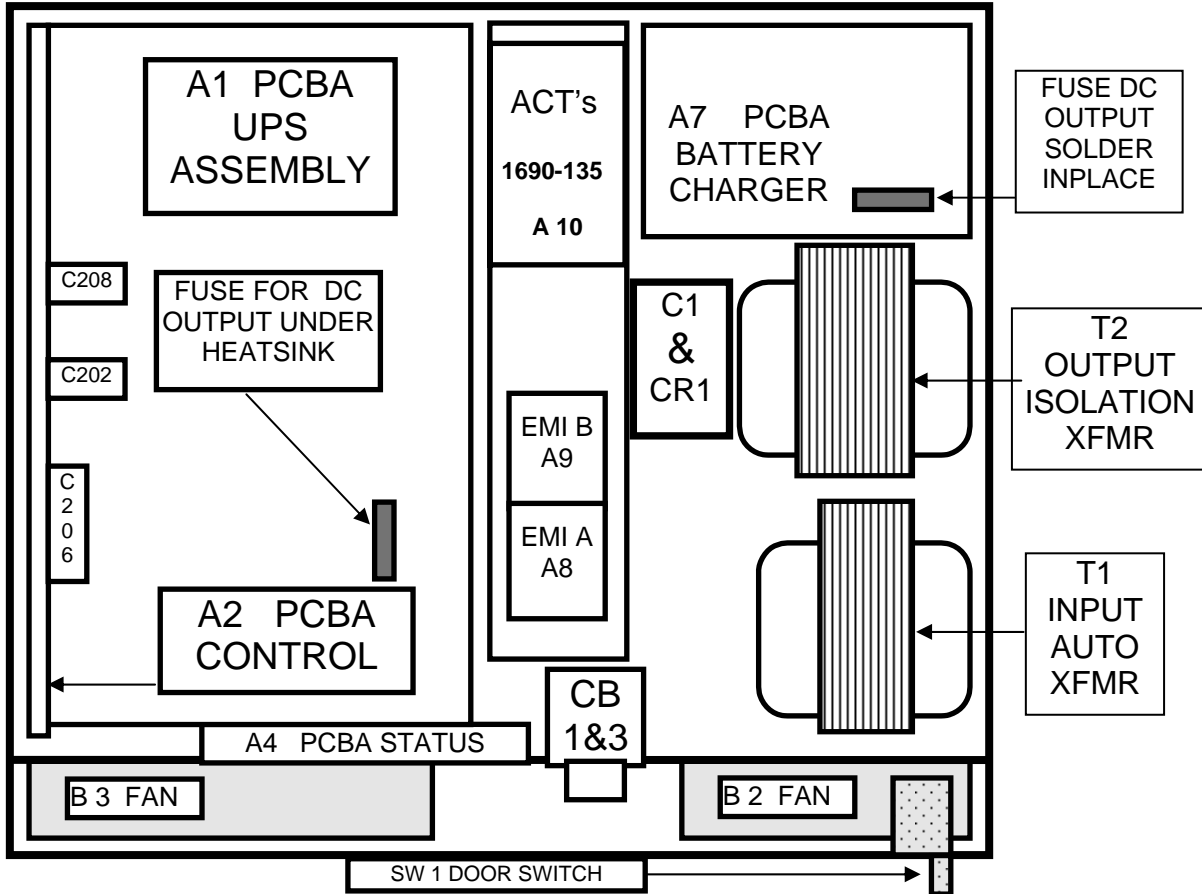 A1 PCBA
UPS
ASSEMBLY
ACT's
1690-135
A 10
A7 PCBA
BATTERY
CHARGER
FUSE DC
OUTPUT
SOLDER
INPLACE
C208
C202
C
2
0
6
FUSE FOR DC
OUTPUT UNDER
HEATSINK
C1
&
CR1
T2
OUTPUT
ISOLATION
XFMR
EMI B
A9
EMI A
A8
T1
INPUT
AUTO
XFMR
A2 PCBA
CONTROL
CB
1&3
A4 PCBA STATUS
B 3 FAN
B 2 FAN
SW 1 DOOR SWITCH